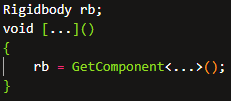 Rigidbody rb;
void [...]()
{
rb = GetComponent<...>();
}